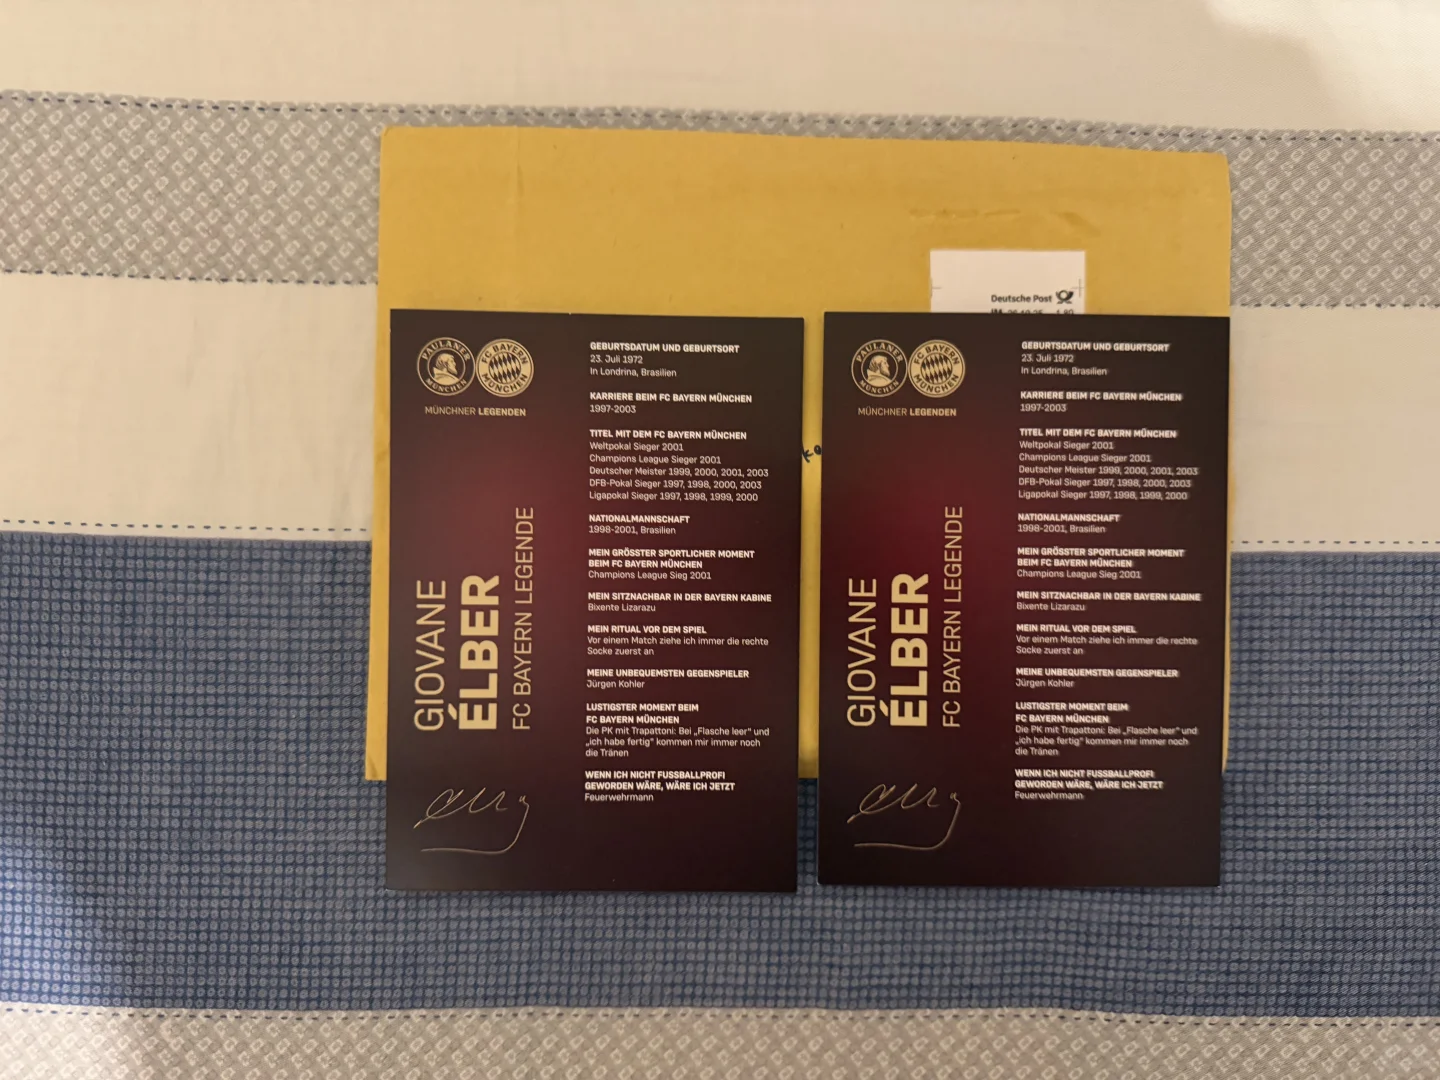 Deutsche Post
PAULANER
MÜNCHEN
FC BAYERN
MÜNCHEN
MÜNCHNER LEGENDEN
GIOVANE
ÉLBER
FC BAYERN LEGENDE
GEBURTSDATUM UND GEBURTSORT
23. Juli 1972
In Londrina, Brasilien
KARRIERE BEIM FC BAYERN MÜNCHEN
1997-2003
TITEL MIT DEM FC BAYERN MÜNCHEN
Weltpokal Sieger 2001
Champions League Sieger 2001
Deutscher Meister 1999, 2000, 2001, 2003
DFB-Pokal Sieger 1997, 1998, 2000, 2003
Ligapokal Sieger 1997, 1998, 1999, 2000
NATIONALMANNSCHAFT
1998-2001, Brasilien
MEIN GRÖSSTER SPORTLICHER MOMENT
BEIM FC BAYERN MÜNCHEN
Champions League Sieg 2001
MEIN SITZNACHBAR IN DER BAYERN KABINE
Bixente Lizarazu
MEIN RITUAL VOR DEM SPIEL
Vor einem Match ziehe ich immer die rechte
Socke zuerst an
MEINE UNBEQUEMSTEN GEGENSPIELER
Jürgen Kohler
LUSTIGSTER MOMENT BEIM
FC BAYERN MÜNCHEN
Die PK mit Trapattoni: Bei „Flasche leer" und
„ich habe fertig" kommen mir immer noch
die Tränen
WENN ICH NICHT FUSSBALLPROFI
GEWORDEN WÄRE, WÄRE ICH JETZT
Feuerwehrmann
PAULANER
MÜNCHEN
FC BAYERN
MÜNCHEN
MÜNCHNER LEGENDEN
GIOVANE
ÉLBER
FC BAYERN LEGENDE
GEBURTSDATUM UND GEBURTSORT
23. Juli 1972
In Londrina, Brasilien
KARRIERE BEIM FC BAYERN MÜNCHEN
1997-2003
TITEL MIT DEM FC BAYERN MÜNCHEN
Weltpokal Sieger 2001
Champions League Sieger 2001
Deutscher Meister 1999, 2000, 2001, 2003
DFB-Pokal Sieger 1997, 1998, 2000, 2003
Ligapokal Sieger 1997, 1998, 1999, 2000
NATIONALMANNSCHAFT
1998-2001, Brasilien
MEIN GRÖSSTER SPORTLICHER MOMENT
BEIM FC BAYERN MÜNCHEN
Champions League Sieg 2001
MEIN SITZNACHBAR IN DER BAYERN KABINE
Bixente Lizarazu
MEIN RITUAL VOR DEM SPIEL
Vor einem Match ziehe ich immer die rechte
Socke zuerst an
MEINE UNBEQUEMSTEN GEGENSPIELER
Jürgen Kohler
LUSTIGSTER MOMENT BEIM
FC BAYERN MÜNCHEN
Die PK mit Trapattoni: Bei „Flasche leer" und
„ich habe fertig" kommen mir immer noch
die Tränen
WENN ICH NICHT FUSSBALLPROFI
GEWORDEN WÄRE, WÄRE ICH JETZT
Feuerwehrmann